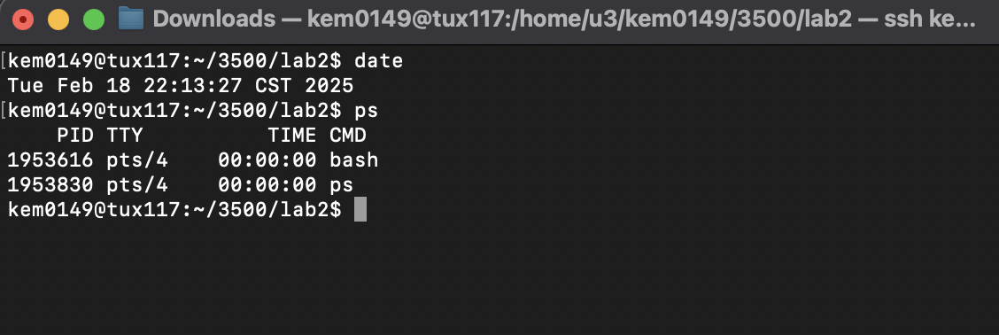 Downloads — kem0149@tux117:/home/u3/kem0149/3500/lab2 — ssh ke...
[kem0149@tux117:~/3500/lab2$ date
Tue Feb 18 22:13:27 CST 2025
[kem0149@tux117:~/3500/lab2$ ps
    PID TTY          TIME CMD
1953616 pts/4    00:00:00 bash
1953830 pts/4    00:00:00 ps
kem0149@tux117:~/3500/lab2$